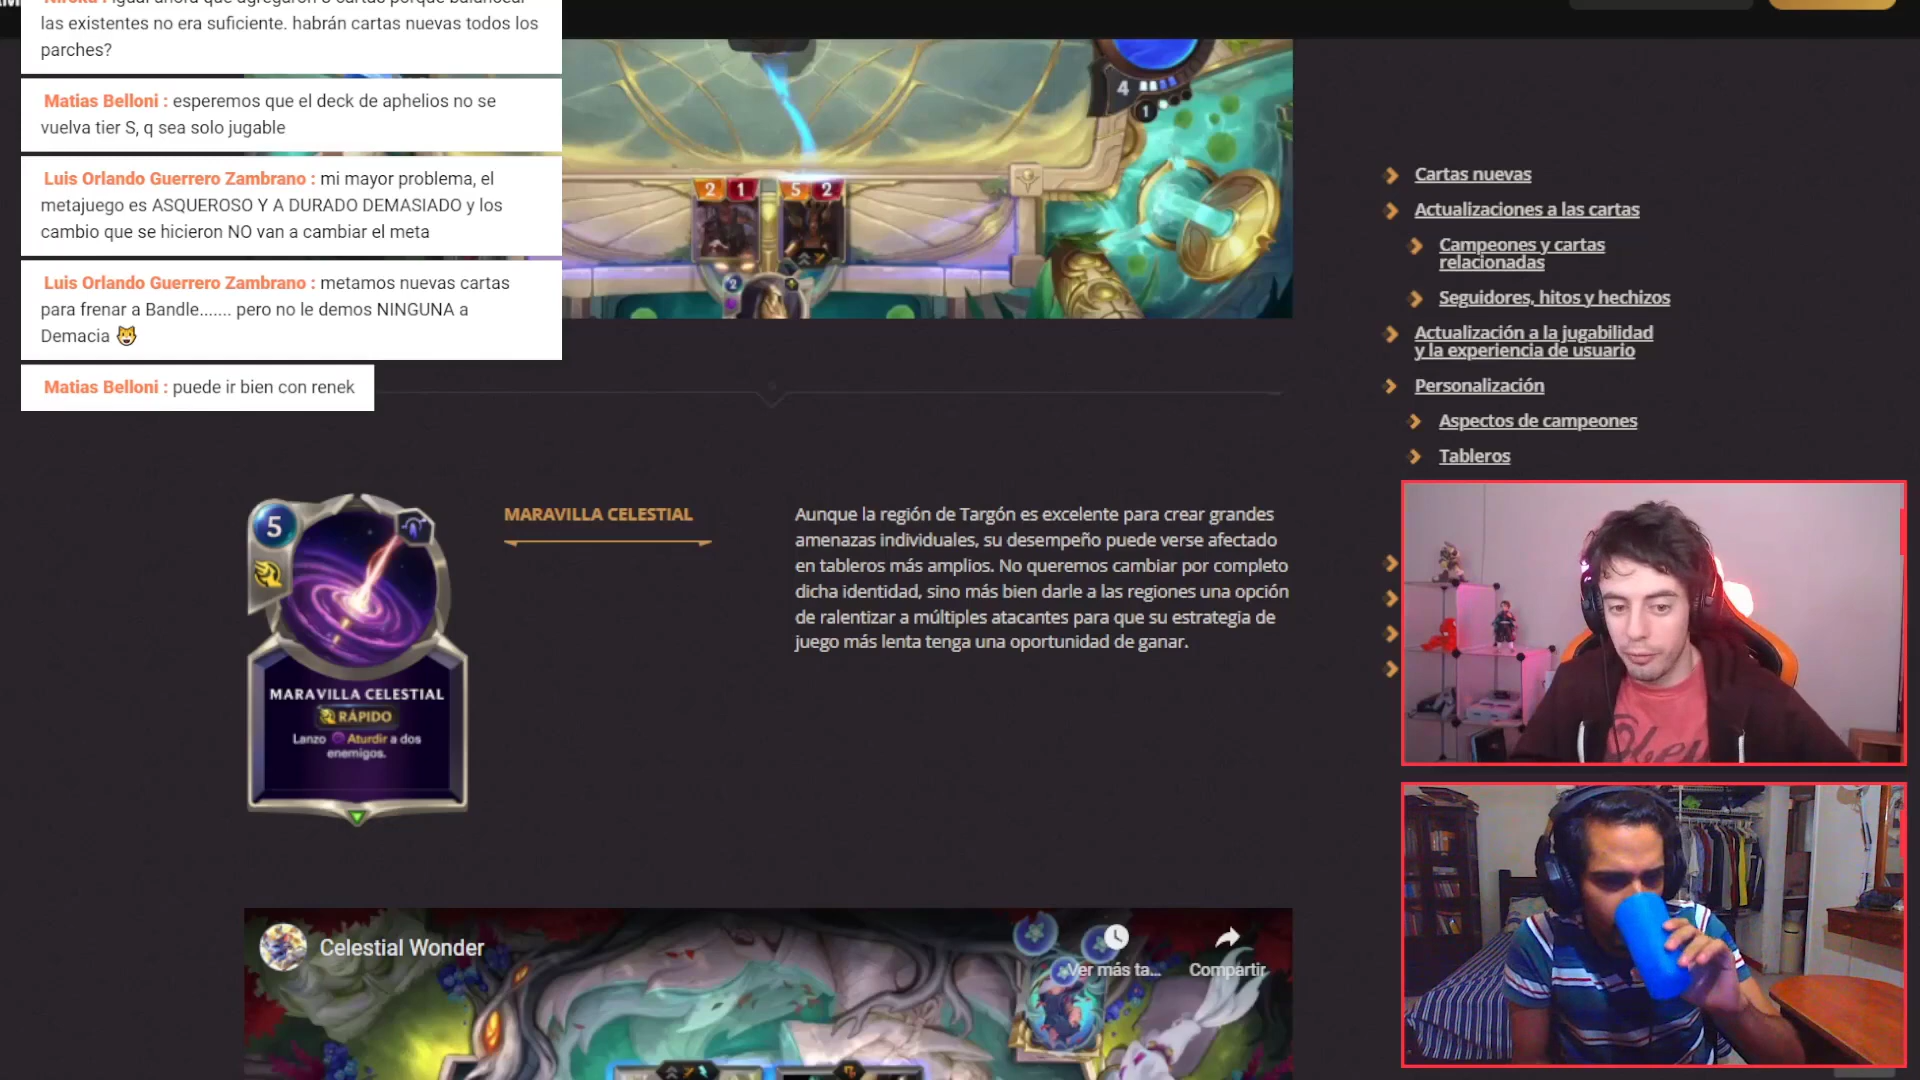 las existentes no era suficiente. habrán cartas nuevas todos los
parches?
Matias Belloni : esperemos que el deck de aphelios no se
vuelva tier S, q sea solo jugable
Luis Orlando Guerrero Zambrano : mi mayor problema, el
metajuego es ASQUEROSO Y A DURADO DEMASIADO y los
cambio que se hicieron NO van a cambiar el meta
Luis Orlando Guerrero Zambrano : metamos nuevas cartas
para frenar a Bandle....... pero no le demos NINGUNA a
Demacia 😺
Matias Belloni : puede ir bien con renek
4
1
2 1
5 2
2
Cartas nuevas
Actualizaciones a las cartas
Campeones y cartas
relacionadas
Seguidores, hitos y hechizos
Actualización a la jugabilidad
y la experiencia de usuario
Personalización
Aspectos de campeones
Tableros
5
MARAVILLA CELESTIAL
RÁPIDO
Lanzo Aturdir a dos
enemigos.
MARAVILLA CELESTIAL
Aunque la región de Targón es excelente para crear grandes
amenazas individuales, su desempeño puede verse afectado
en tableros más amplios. No queremos cambiar por completo
dicha identidad, sino más bien darle a las regiones una opción
de ralentizar a múltiples atacantes para que su estrategia de
juego más lenta tenga una oportunidad de ganar.
Celestial Wonder
Ver más ta...
Compartir